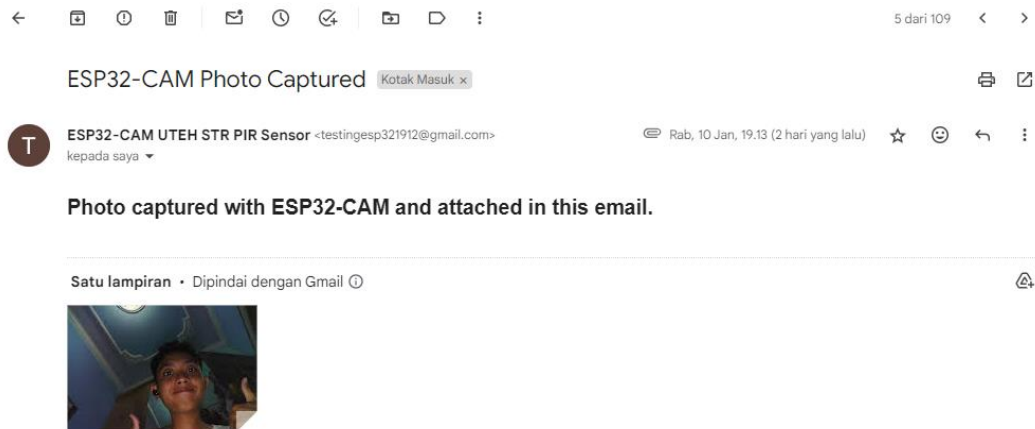 5 dari 109
ESP32-CAM Photo Captured Kotak Masuk ×
ESP32-CAM UTEH STR PIR Sensor <testingesp321912@gmail.com> Rab, 10 Jan, 19.13 (2 hari yang lalu)
T
kepada saya
Photo captured with ESP32-CAM and attached in this email.
Satu lampiran • Dipindai dengan Gmail